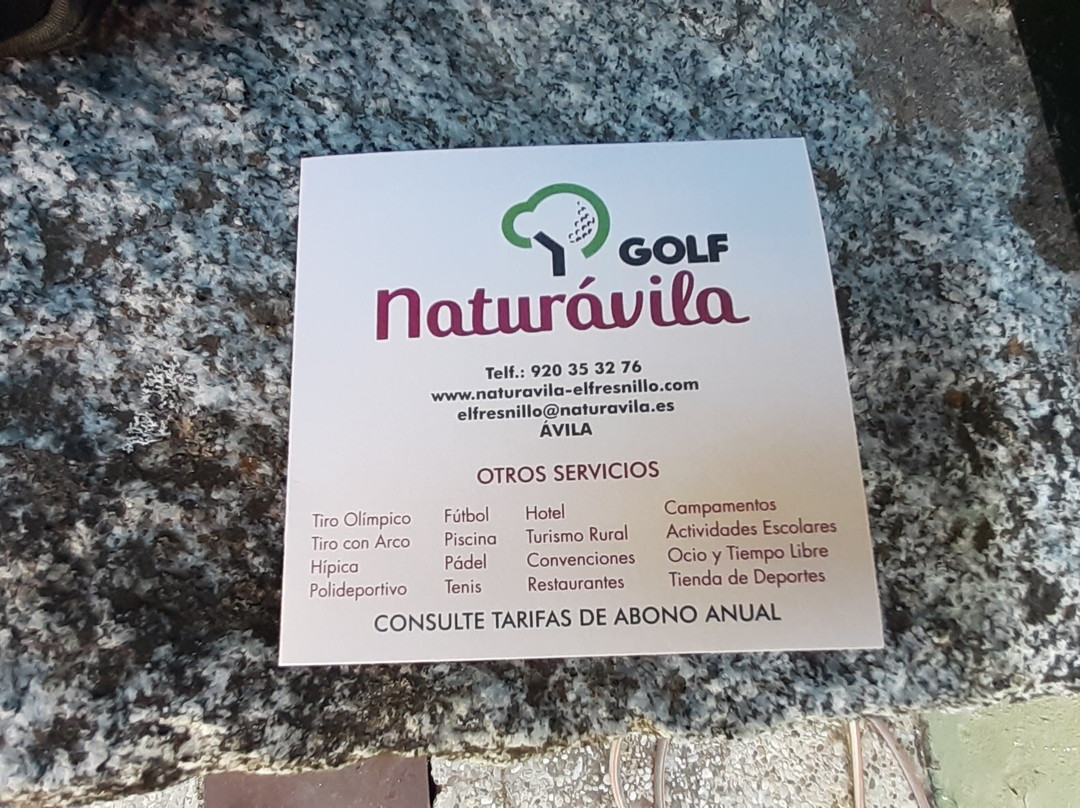 GOLF
Naturávila
Telf.: 920 35 32 76
www.naturavila-elfresnillo.com
elfresnillo@naturavila.es
ÁVILA
OTROS SERVICIOS
Tiro Olímpico
Tiro con Arco
Hípica
Polideportivo
Fútbol
Piscina
Pádel
Tenis
Hotel
Turismo Rural
Convenciones
Restaurantes
Campamentos
Actividades Escolares
Ocio y Tiempo Libre
Tienda de Deportes
CONSULTE TARIFAS DE ABONO ANUAL